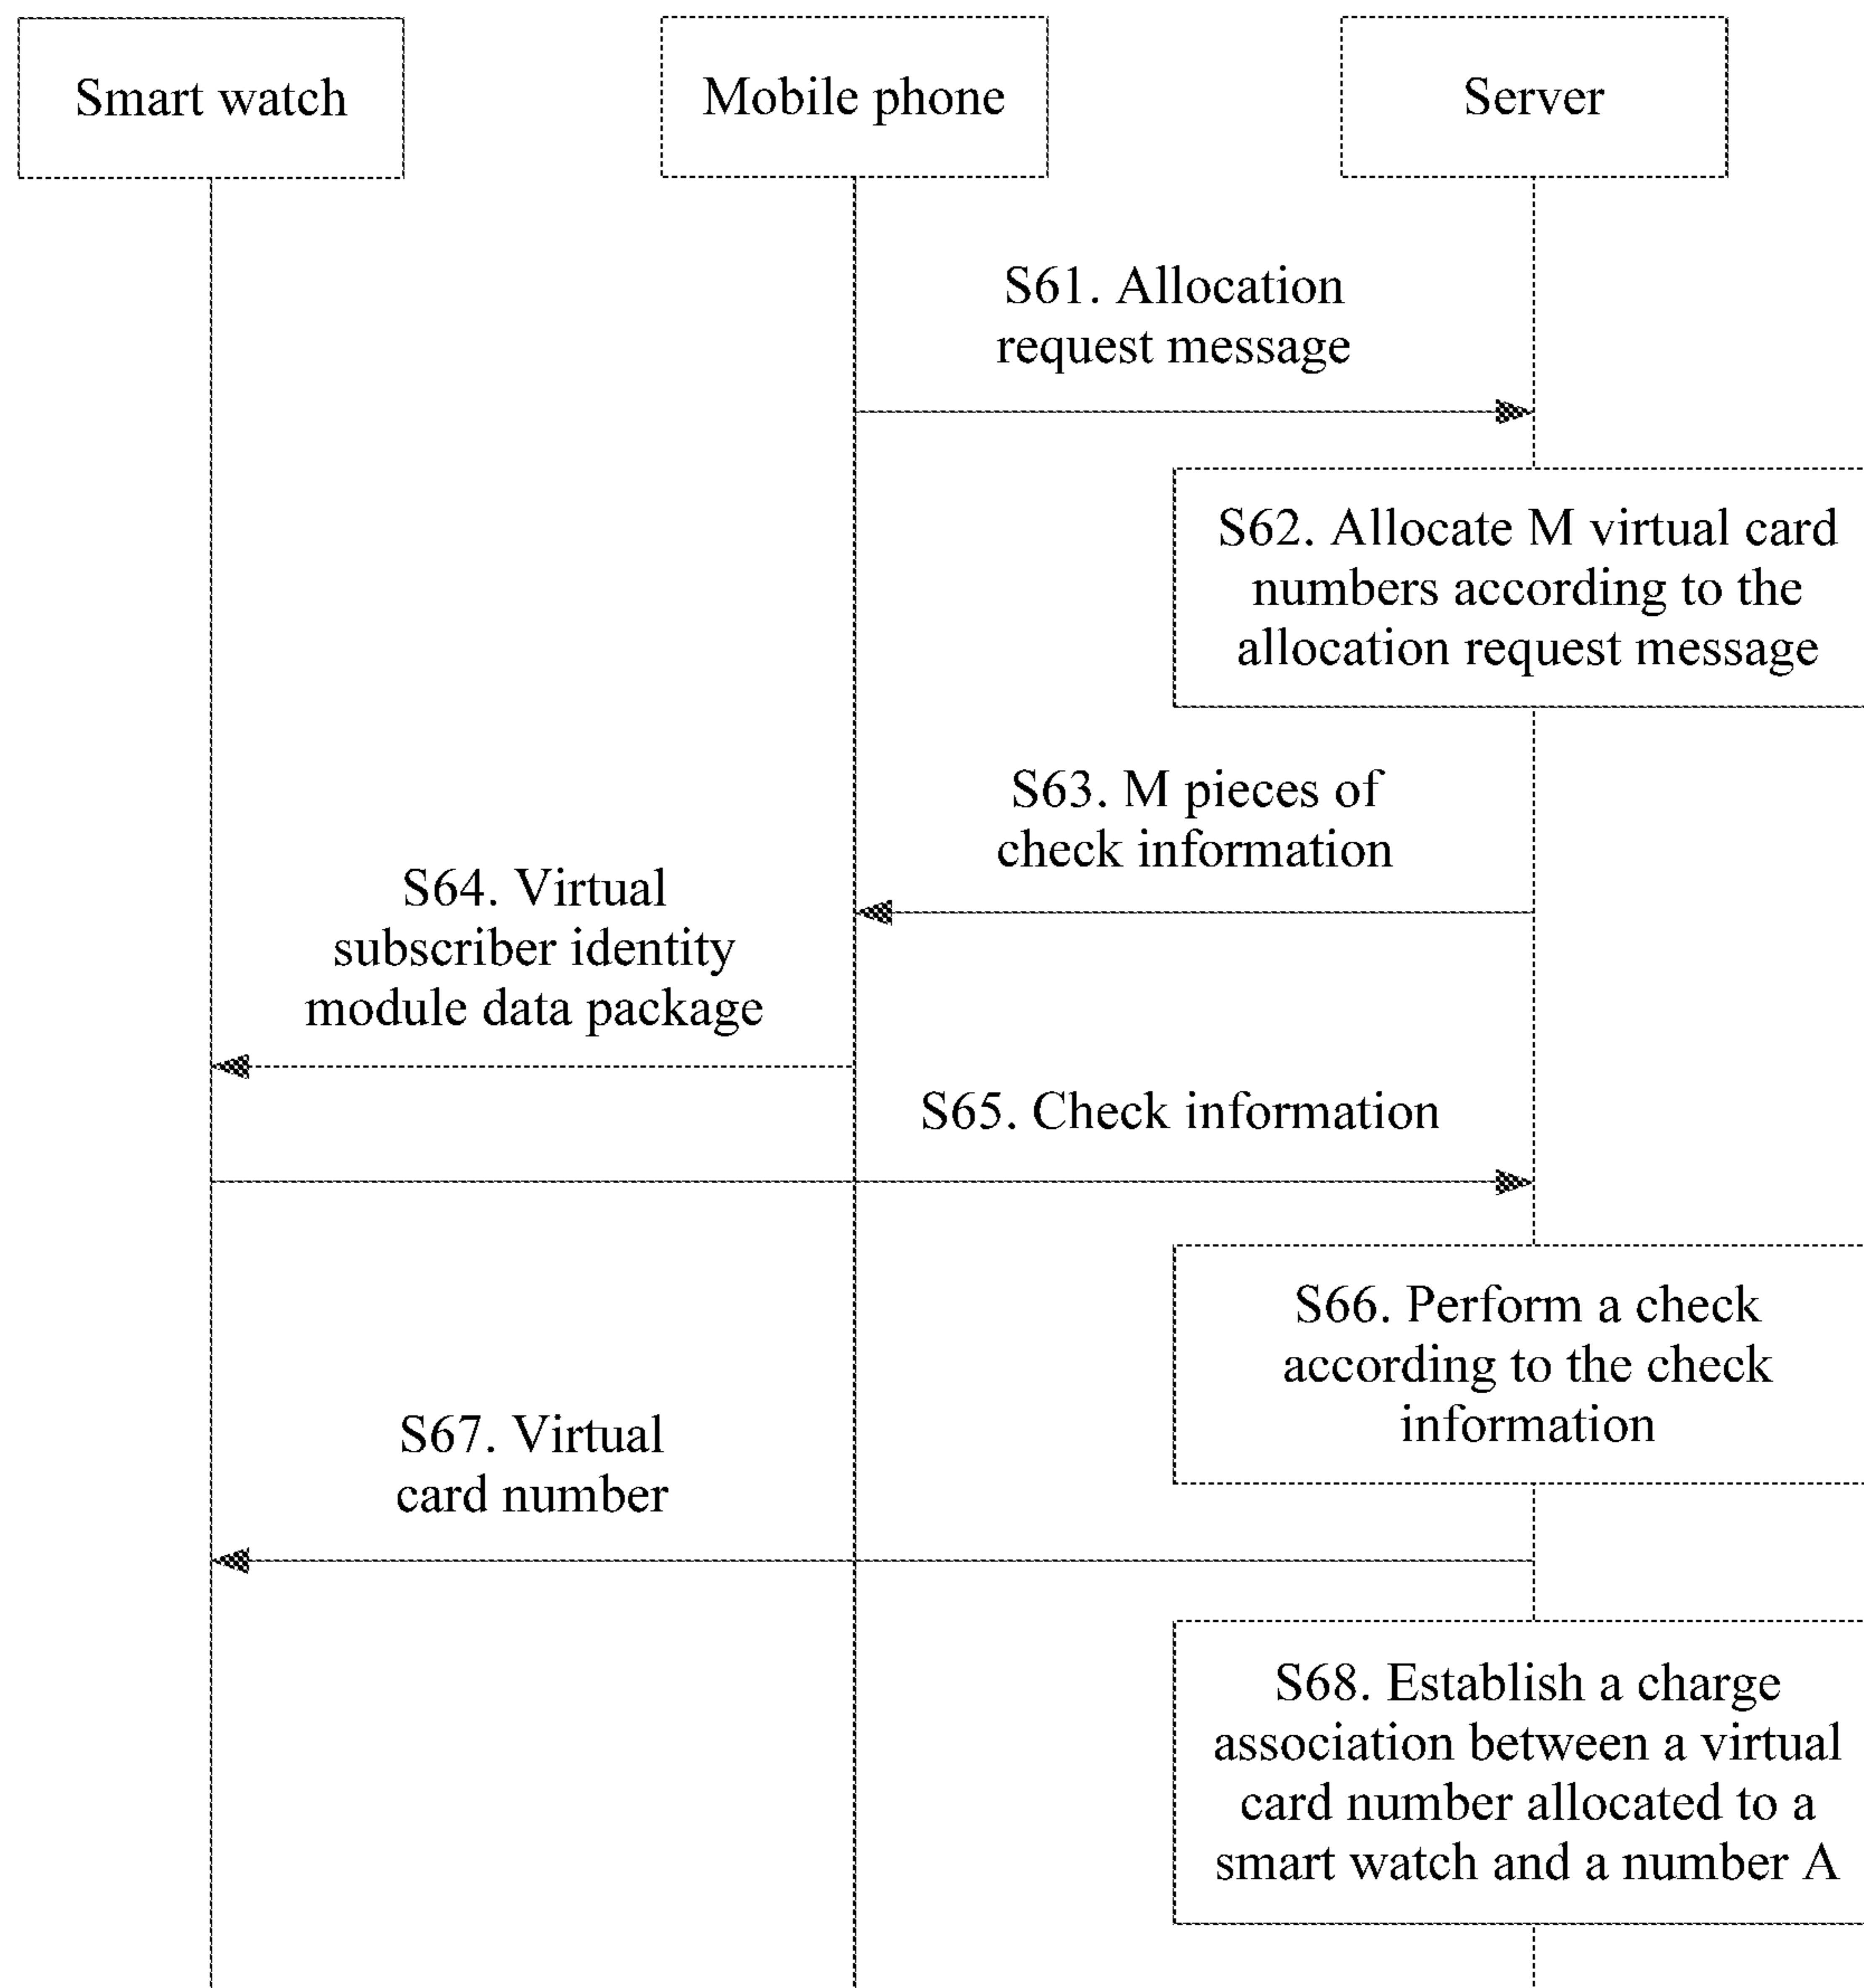 Smart watch
Mobile phone
Server
S61. Allocation
request message
S62. Allocate M virtual card
numbers according to the
allocation request message
S63. M pieces of
check information
S64. Virtual
subscriber identity
module data package
S65. Check information
S66. Perform a check
according to the check
information
S67. Virtual
card number
S68. Establish a charge
association between a virtual
card number allocated to a
smart watch and a number A